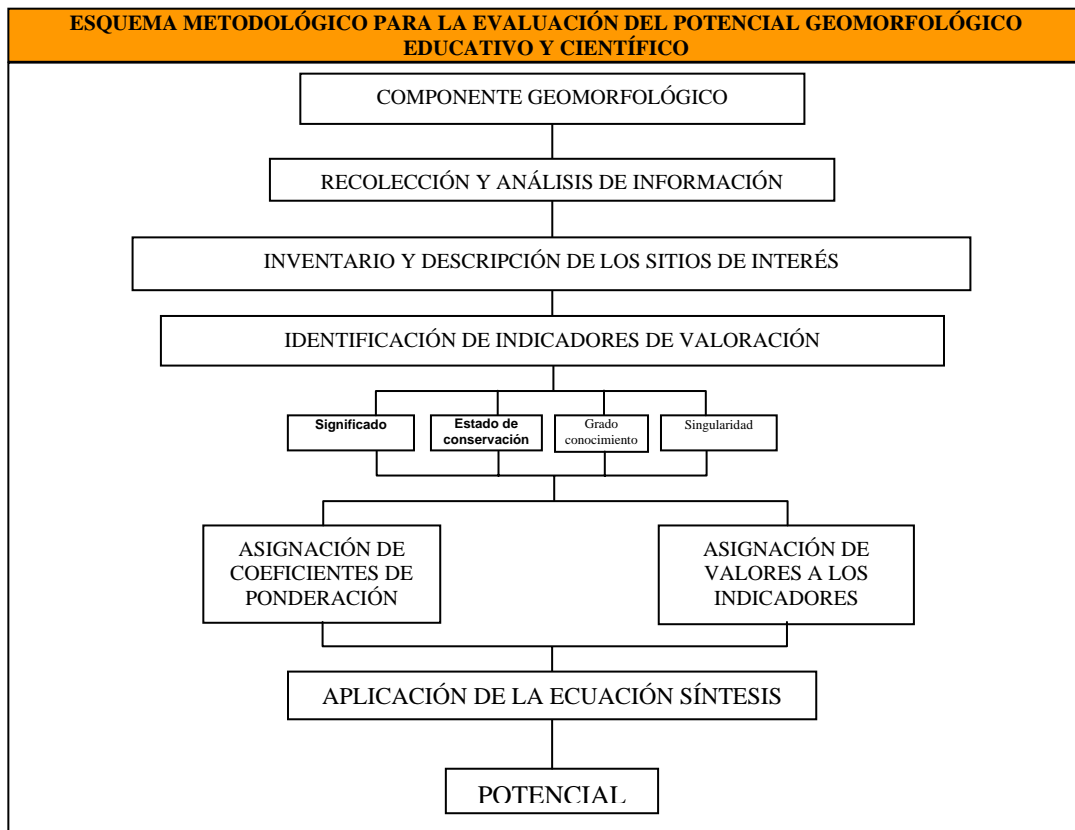 ESQUEMA METODOLÓGICO PARA LA EVALUACIÓN DEL POTENCIAL GEOMORFOLÓGICO
EDUCATIVO Y CIENTÍFICO
COMPONENTE GEOMORFOLÓGICO
RECOLECCIÓN Y ANÁLISIS DE INFORMACIÓN
INVENTARIO Y DESCRIPCIÓN DE LOS SITIOS DE INTERÉS
IDENTIFICACIÓN DE INDICADORES DE VALORACIÓN
Significado
Estado de
conservación
Grado
conocimiento
Singularidad
ASIGNACIÓN DE
COEFICIENTES DE
PONDERACIÓN
ASIGNACIÓN DE
VALORES A LOS
INDICADORES
APLICACIÓN DE LA ECUACIÓN SÍNTESIS
POTENCIAL